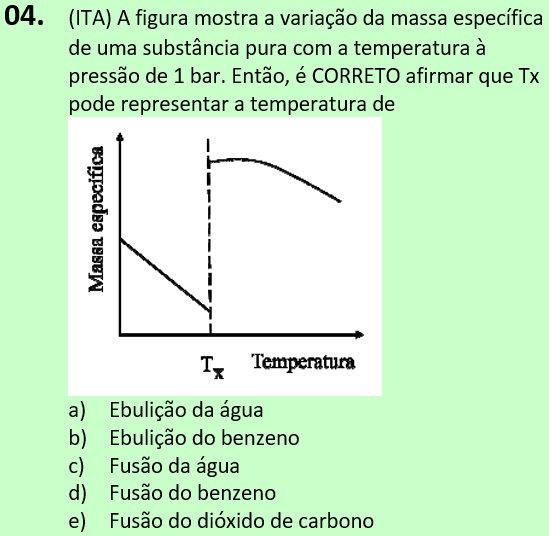 04. (ITA) A figura mostra a variação da massa específica
de uma substância pura com a temperatura à
pressão de 1 bar. Então, é CORRETO afirmar que Tx
pode representar a temperatura de
Massa específica
Tx Temperatura
a) Ebulição da água
b) Ebulição do benzeno
c) Fusão da água
d) Fusão do benzeno
e) Fusão do dióxido de carbono